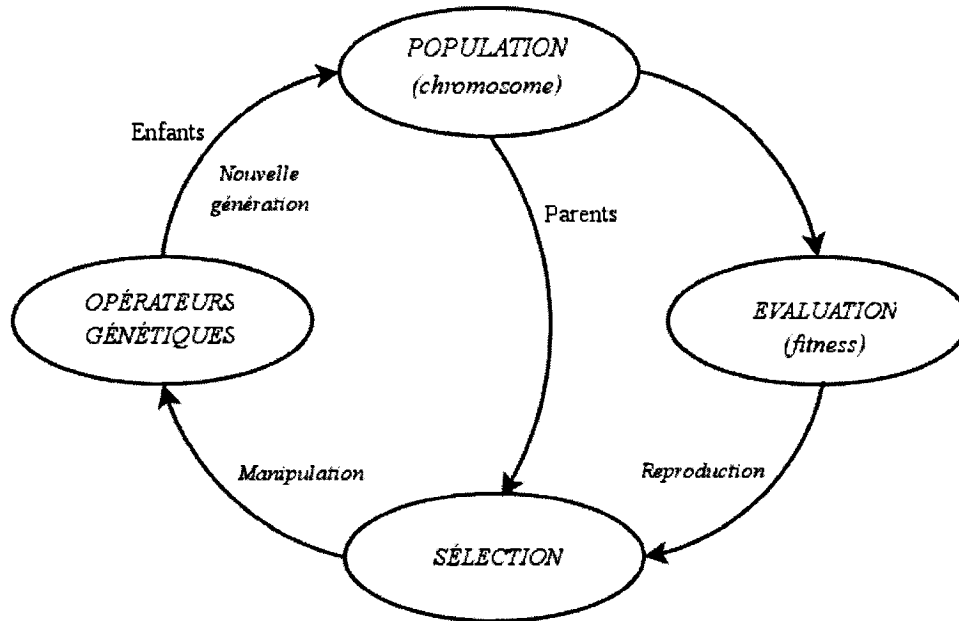 POPULATION
(chromosome)
Enfants
Nouvelle
génération
Parents
OPÉRATEURS
GÉNÉTIQUES
EVALUATION
(fitness)
Manipulation
Reproduction
SÉLECTION